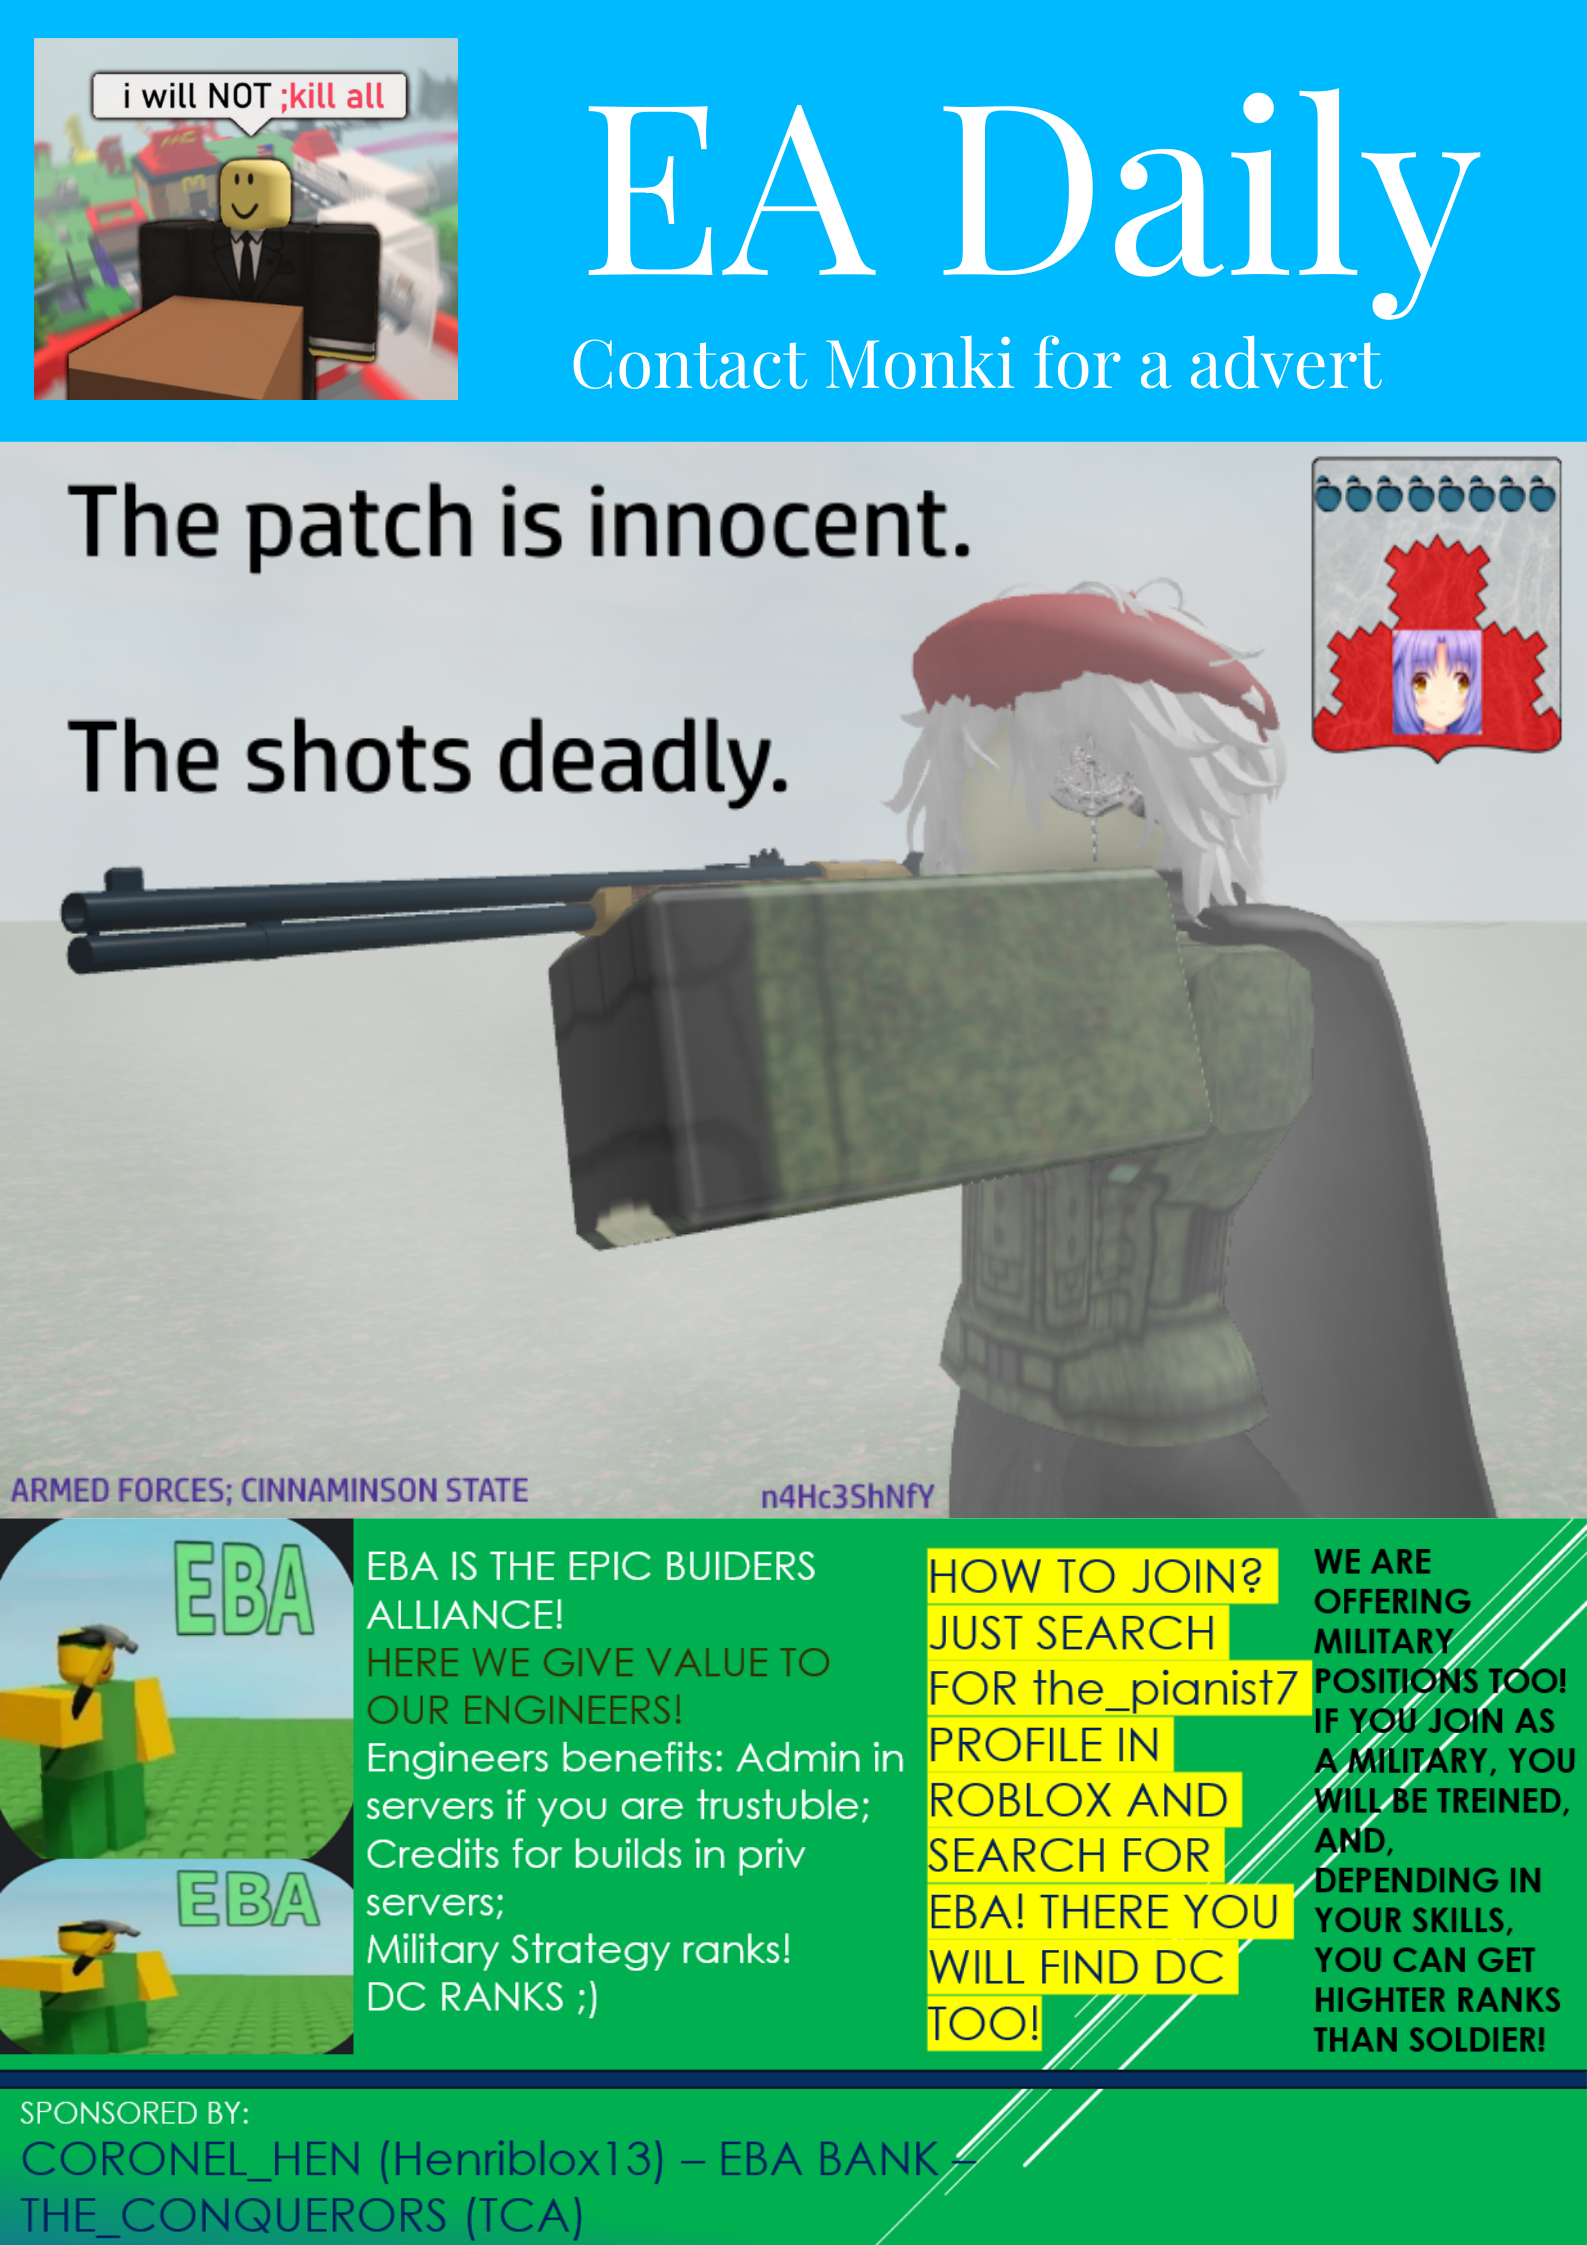 i will NOT ;kill all
EA Daily
Contact Monki for a advert
The patch is innocent.
The shots deadly.
ARMED FORCES; CINNAMINSON STATE
n4Hc3ShNfY
EBA
EBA
EBA IS THE EPIC BUIDERS
ALLIANCE!
HERE WE GIVE VALUE TO
OUR ENGINEERS!
Engineers benefits: Admin in
servers if you are trustuble;
Credits for builds in priv
servers;
Military Strategy ranks!
DC RANKS ;)
HOW TO JOIN?
JUST SEARCH
FOR the_pianist7
PROFILE IN
ROBLOX AND
SEARCH FOR
EBA! THERE YOU
WILL FIND DC
TOO!
WE ARE
OFFERING
MILITARY
POSITIONS TOO!
IF YOU JOIN AS
A MILITARY, YOU
WILL BE TREINED,
AND,
DEPENDING IN
YOUR SKILLS,
YOU CAN GET
HIGHTER RANKS
THAN SOLDIER!
SPONSORED BY:
CORONEL_HEN (Henriblox13) – EBA BANK –
THE_CONQUERORS (TCA)